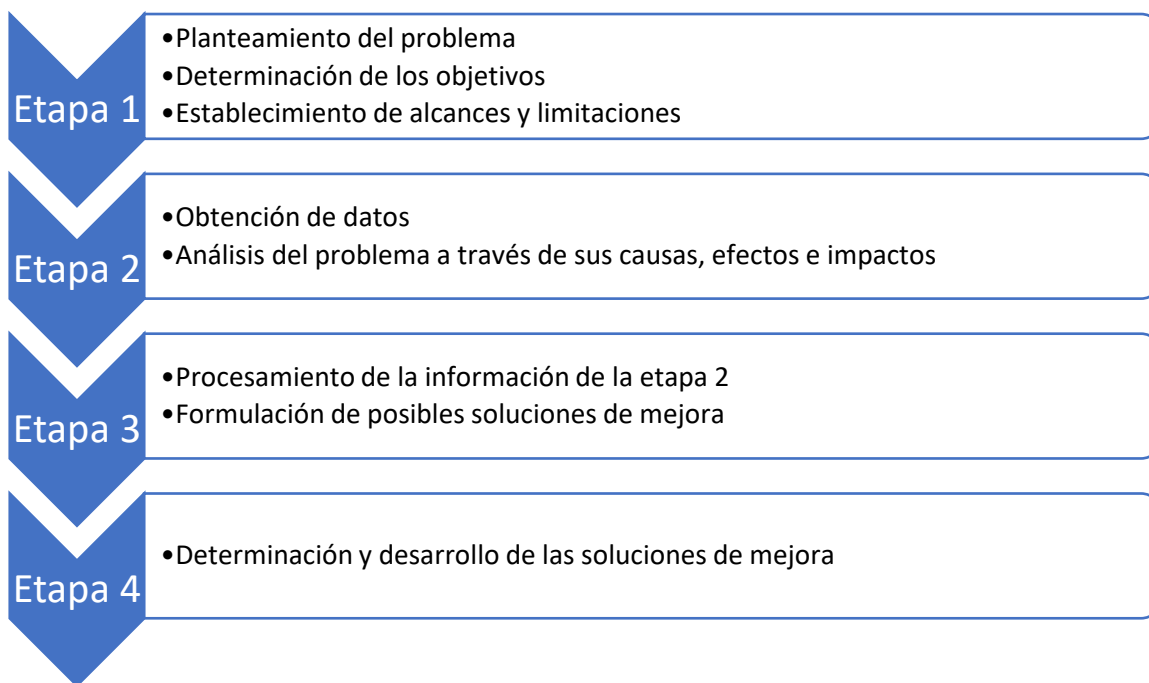 Etapa 1
•Planteamiento del problema
•Determinación de los objetivos
•Establecimiento de alcances y limitaciones
Etapa 2
•Obtención de datos
•Análisis del problema a través de sus causas, efectos e impactos
Etapa 3
•Procesamiento de la información de la etapa 2
•Formulación de posibles soluciones de mejora
Etapa 4
•Determinación y desarrollo de las soluciones de mejora